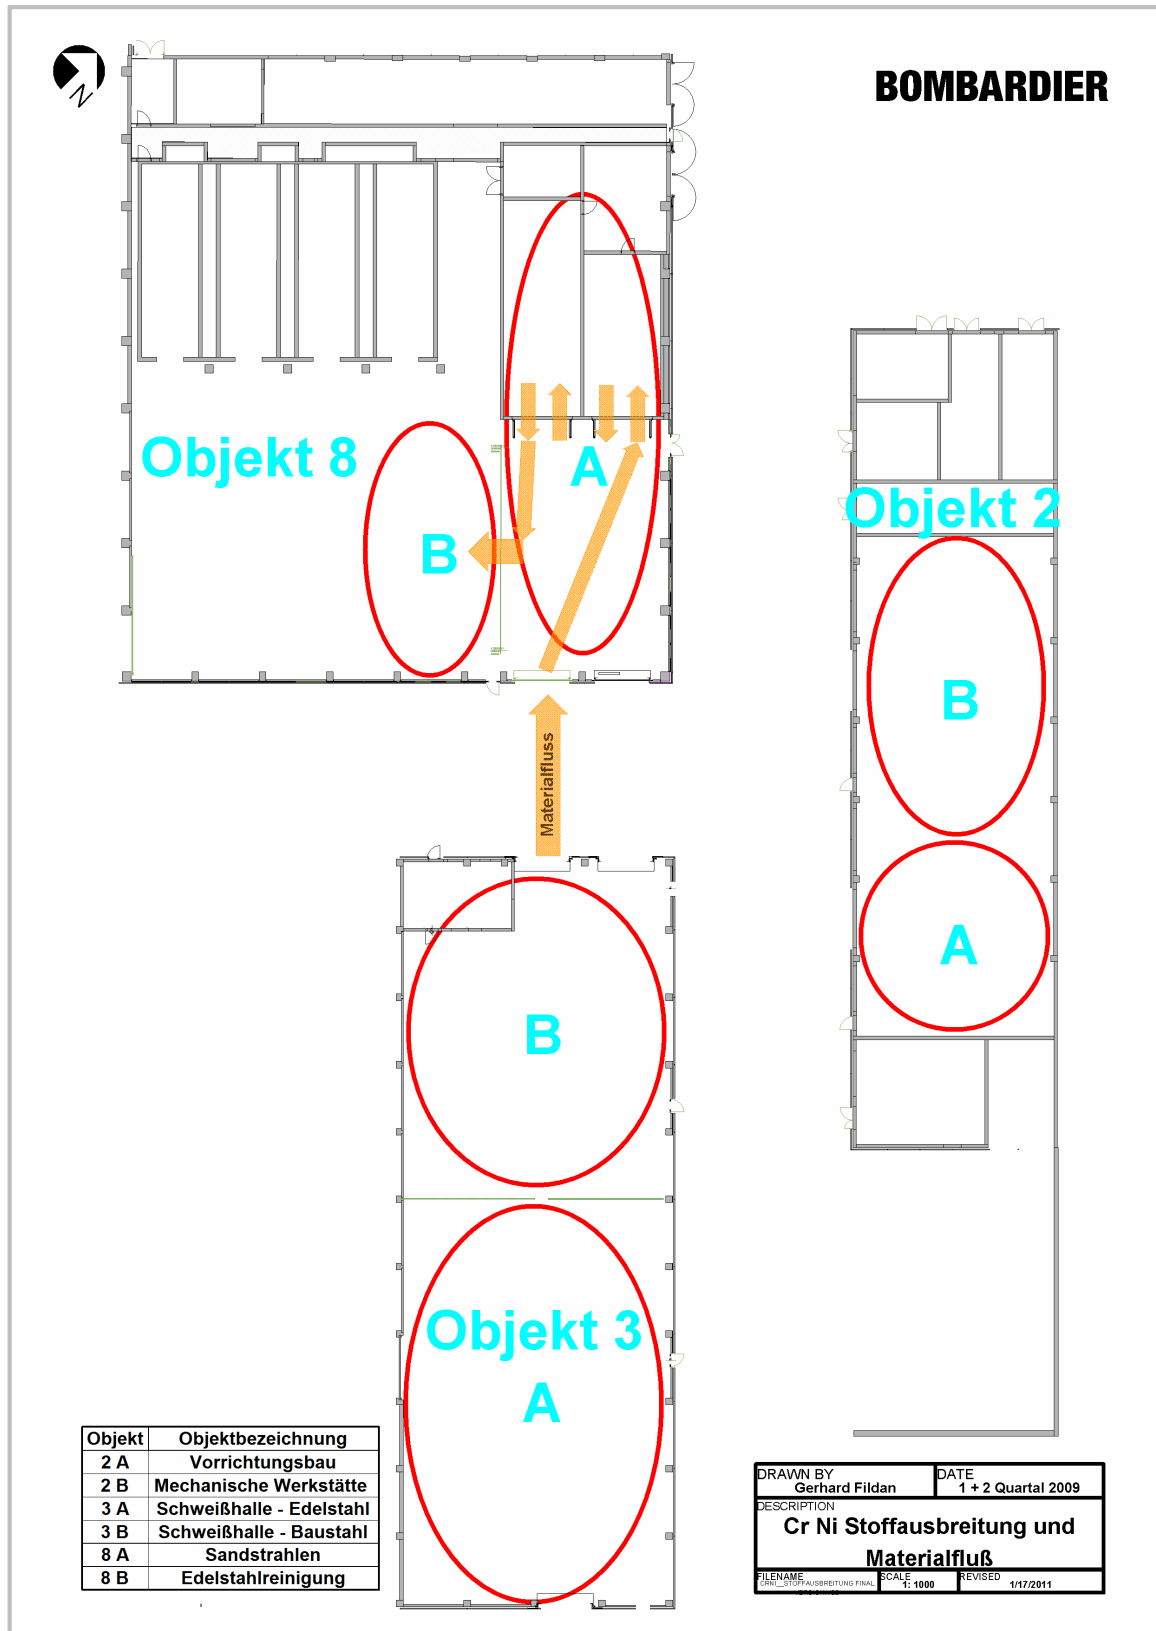 N
BOMBARDIER
Objekt 8
A
B
Objekt 2
B
A
Materialfluss
B
Objekt 3
A
Objekt Objektbezeichnung
2 A Vorrichtungsbau
2 B Mechanische Werkstätte
3 A Schweißhalle - Edelstahl
3 B Schweißhalle - Baustahl
8 A Sandstrahlen
8 B Edelstahlreinigung
DRAWN BY
Gerhard Fildan
DATE
1 + 2 Quartal 2009
DESCRIPTION
Cr Ni Stoffausbreitung und
Materialfluß
FILENAME
CRNI__STOFFAUSBREITUNG FINAL
SCALE
1: 1000
REVISED
1/17/2011